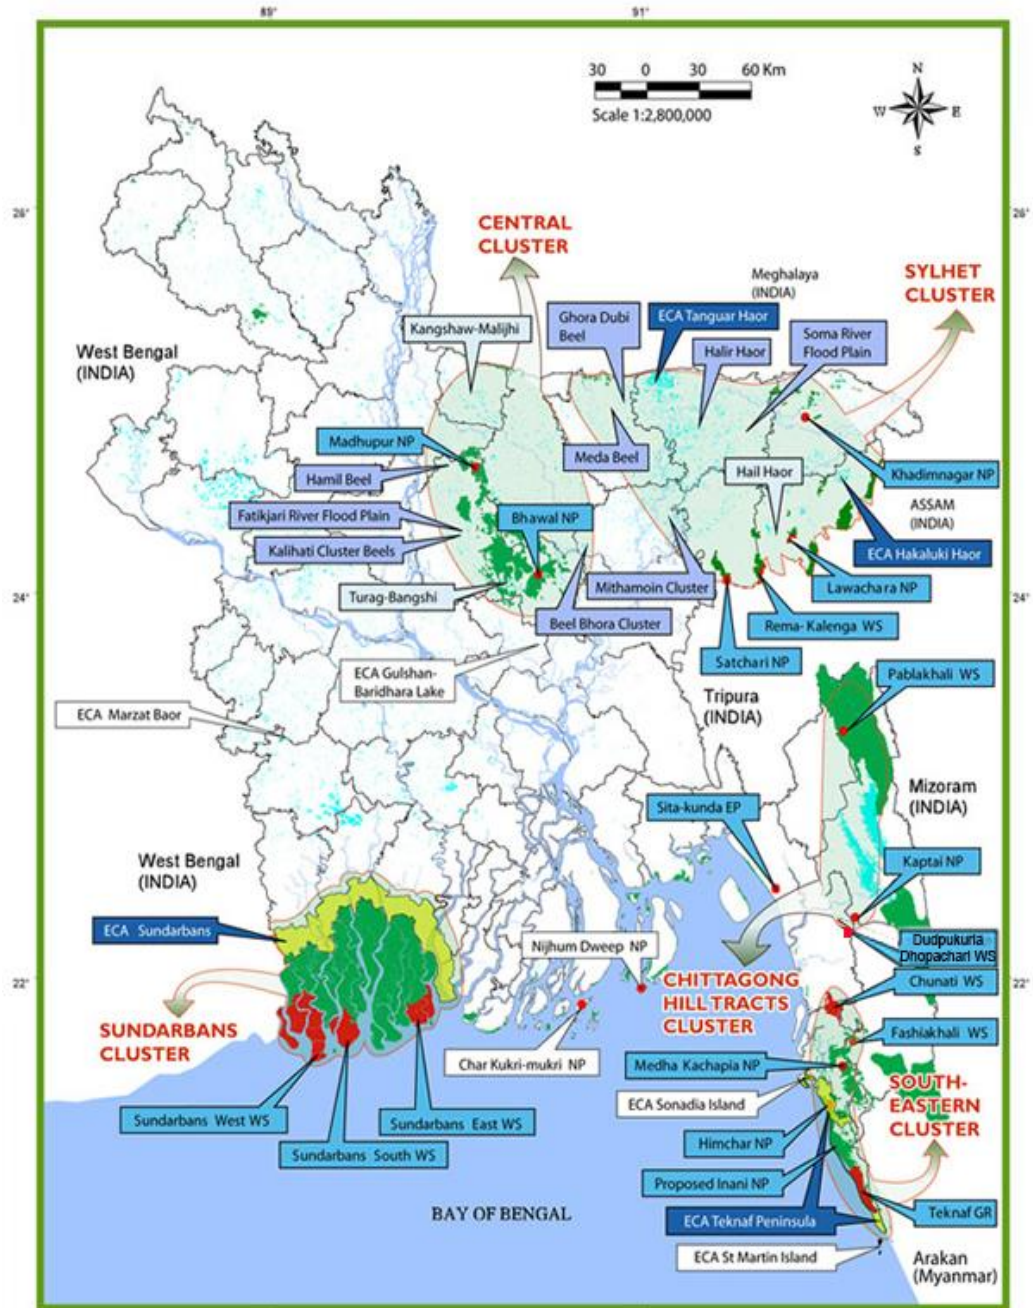 89°
91°
30 0 30 60 Km
Scale 1:2,800,000
N
W E
S
26°
26°
CENTRAL
CLUSTER
Meghalaya
(INDIA)
SYLHET
CLUSTER
Kangshaw-Malijhi
Ghora Dubi
Beel
ECA Tanguar Haor
Halir Haor
Soma River
Flood Plain
West Bengal
(INDIA)
Madhupur NP
Hamil Beel
Meda Beel
Hail Haor
Khadimnagar NP
Fatikjari River Flood Plain
Bhawal NP
ASSAM
(INDIA)
Kalihati Cluster Beels
ECA Hakaluki Haor
Turag-Bangshi
Mithamoin Cluster
Lawachara NP
24°
24°
Beel Bhora Cluster
Rema-Kalenga WS
Satchari NP
ECA Gulshan-
Baridhara Lake
Pablakhali WS
ECA Marzat Baor
Tripura
(INDIA)
Mizoram
(INDIA)
Sita-kunda EP
West Bengal
(INDIA)
Kaptai NP
ECA Sundarbans
Nijhum Dweep NP
Dudpukuria
Dhopachari WS
22°
22°
CHITTAGONG
HILL TRACTS
CLUSTER
Chunati WS
SUNDARBANS
CLUSTER
Fashiakhali WS
Char Kukri-mukri NP
Medha Kachapia NP
SOUTH-
EASTERN
CLUSTER
ECA Sonadia Island
Sundarbans West WS
Sundarbans East WS
Sundarbans South WS
Himchar NP
Proposed Inani NP
BAY OF BENGAL
ECA Teknaf Peninsula
Teknaf GR
ECA St Martin Island
Arakan
(Myanmar)